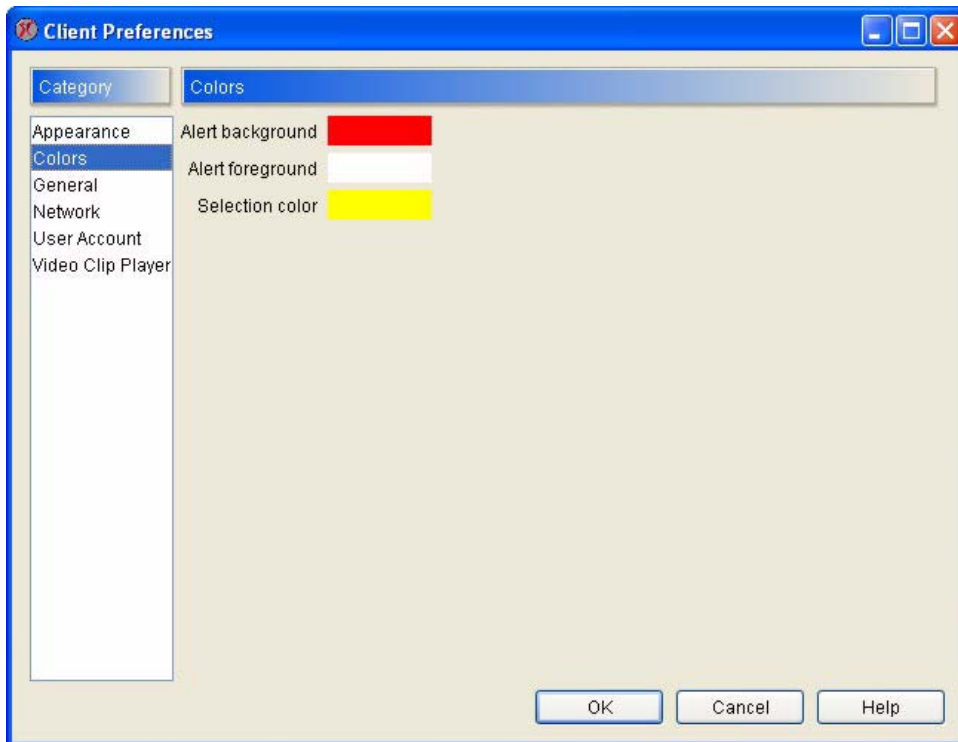 Client Preferences
Category
Colors
Appearance
Colors
General
Network
User Account
Video Clip Player
Alert background
Alert foreground
Selection color
OK
Cancel
Help